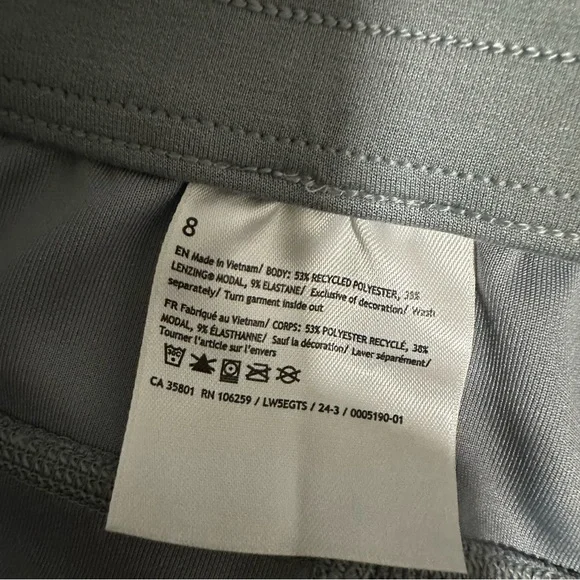 8
EN Made in Vietnam/ BODY: 53% RECYCLED POLYESTER, 38%
LENZING® MODAL, 9% ELASTANE/ Exclusive of decoration/ Wash
separately/ Turn garment inside out
FR Fabriqué au Vietnam/ CORPS: 53% POLYESTER RECYCLÉ, 38%
MODAL, 9% ÉLASTHANNE/ Sauf la décoration/ Laver séparément/
Tourner l'article sur l'envers
CA 35801 RN 106259 / LW5EGTS / 24-3 / 0005190-01